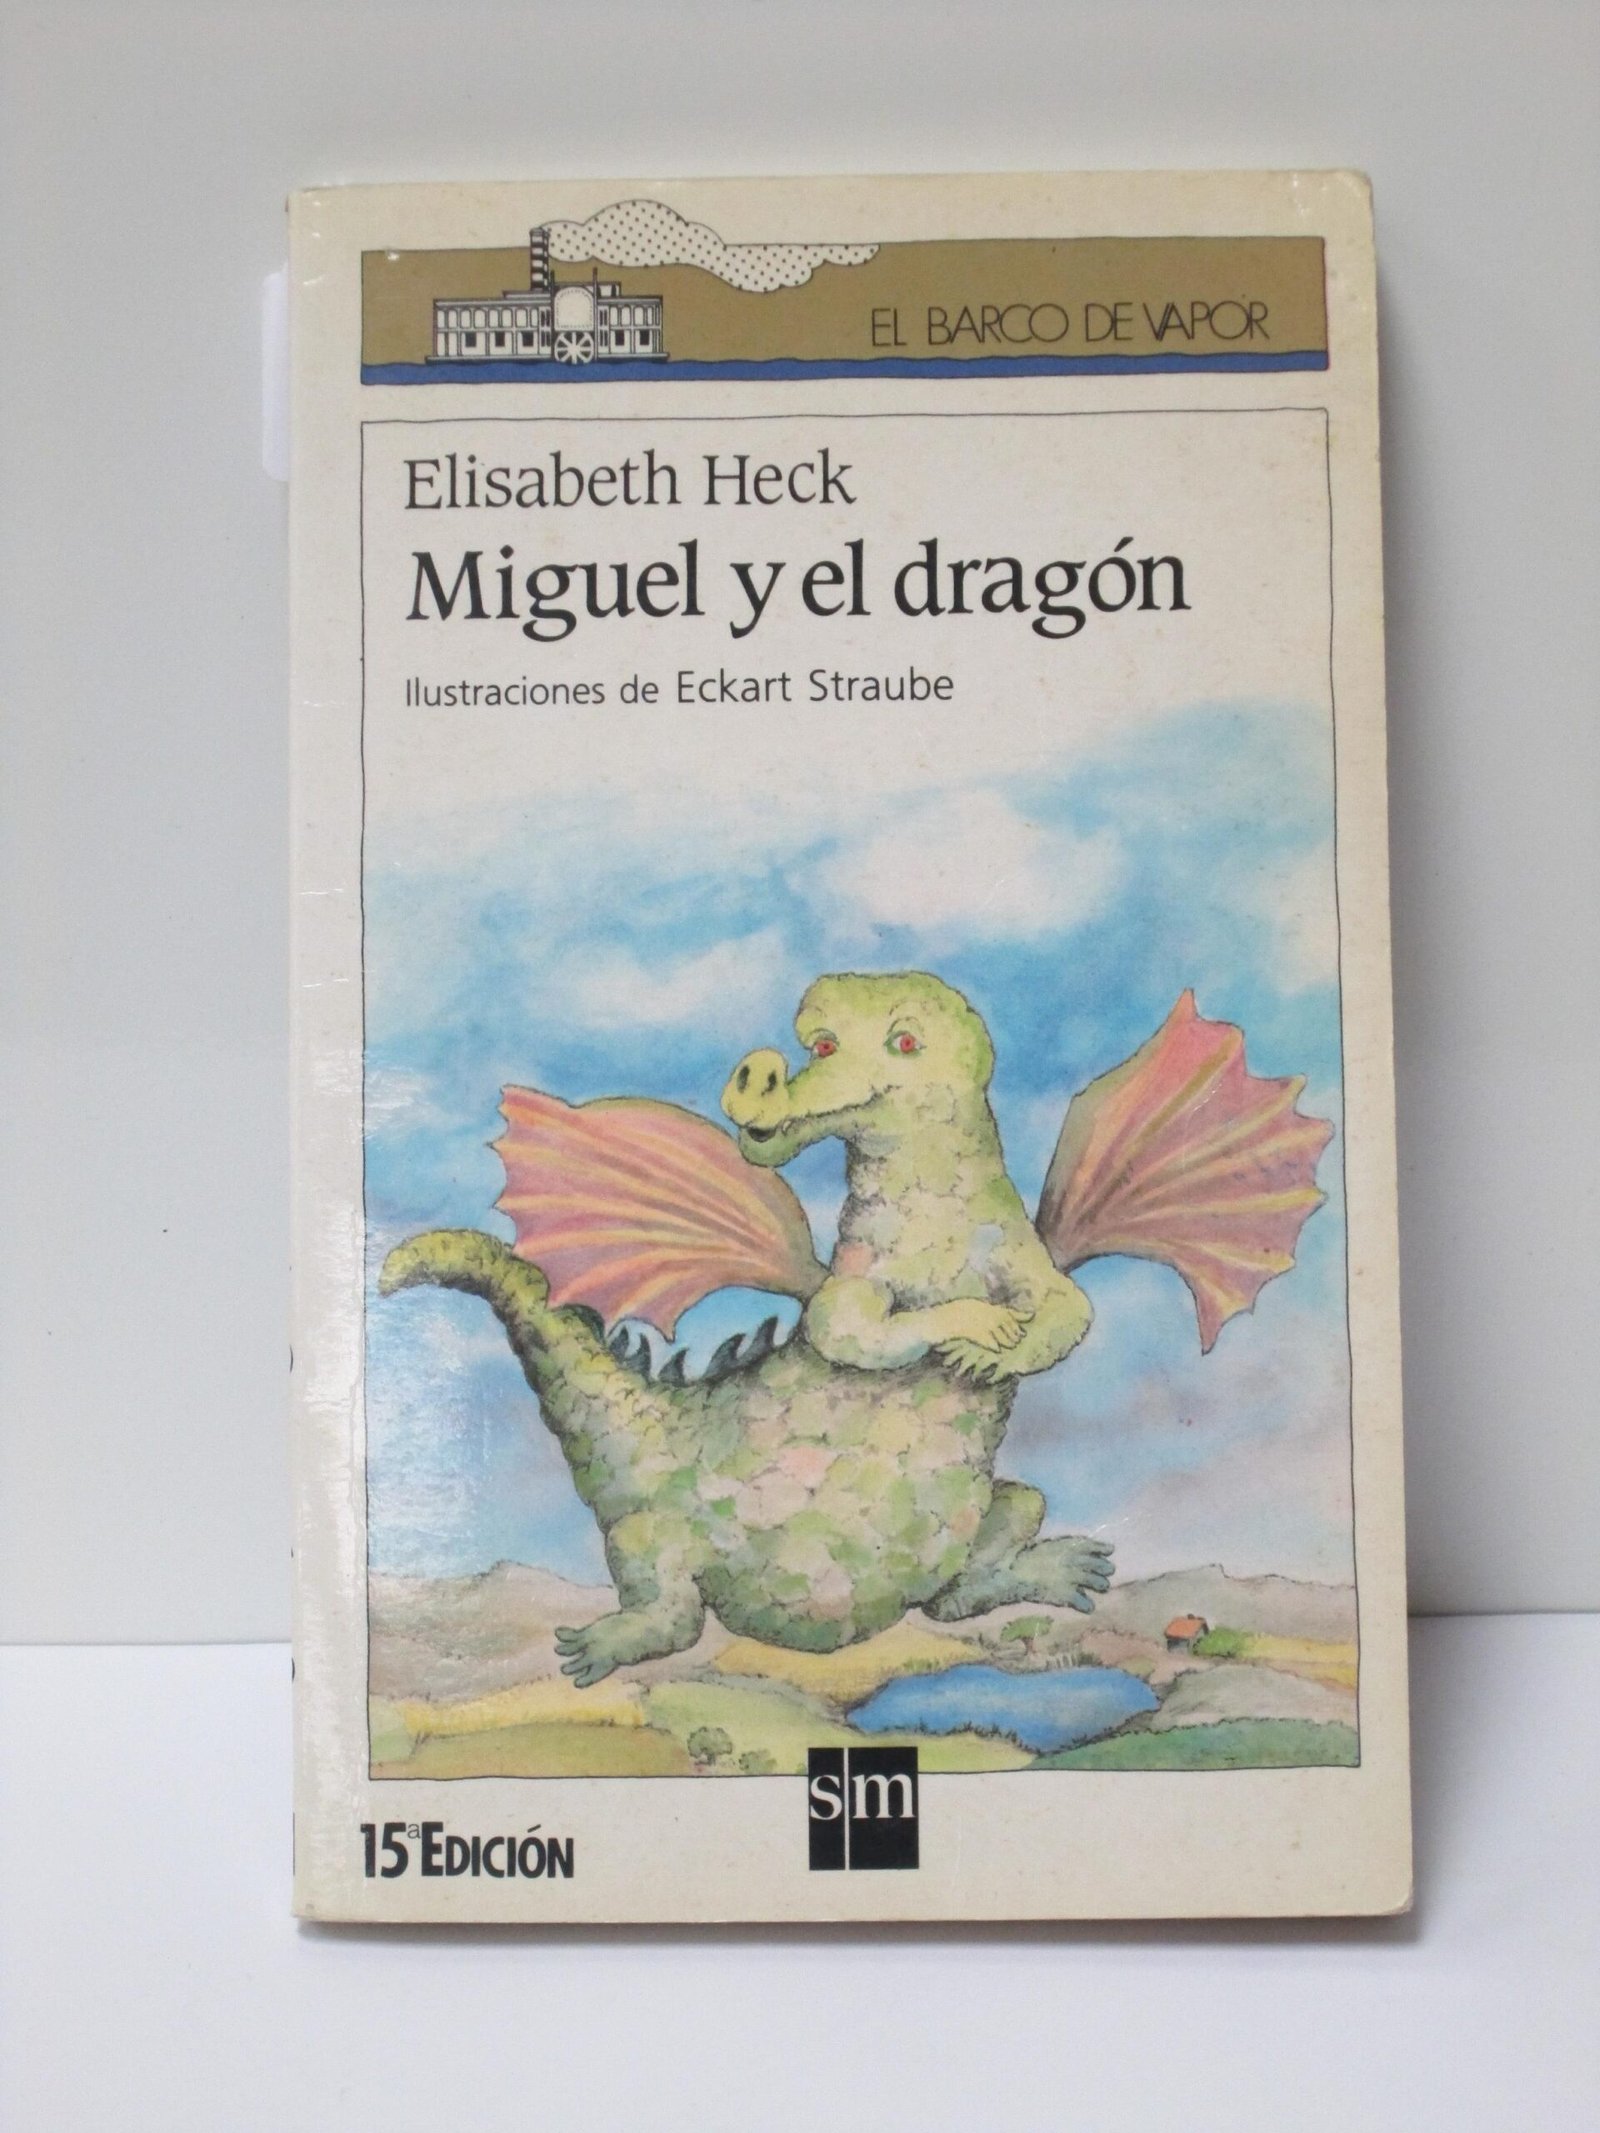 EL BARCO DE VAPOR
Elisabeth Heck
Miguel y el dragón
Ilustraciones de Eckart Straube
sm
15ª EDICIÓN